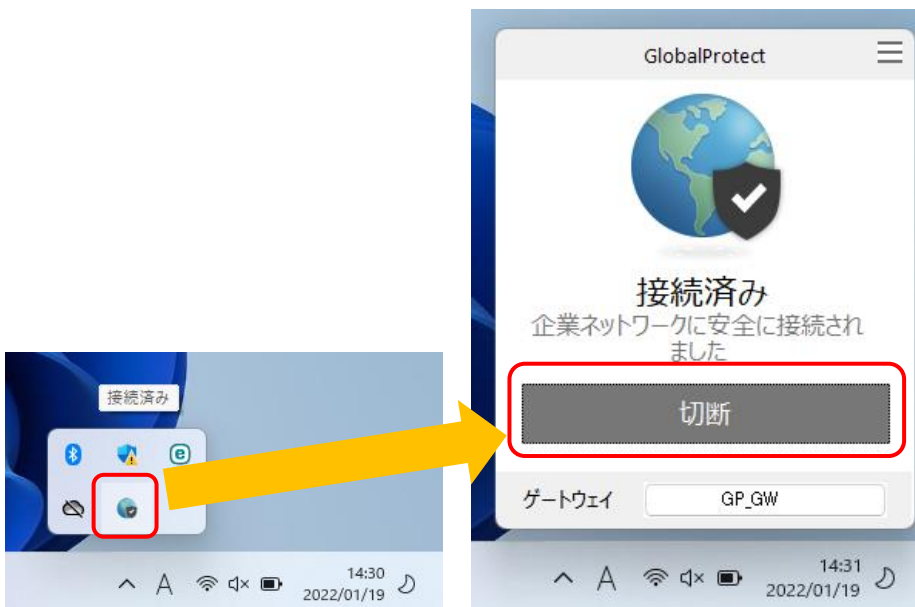 接続済み
A
14:30
2022/01/19
GlobalProtect
接続済み
企業ネットワークに安全に接続され
ました
切断
ゲートウェイ GP_GW
A
14:31
2022/01/19